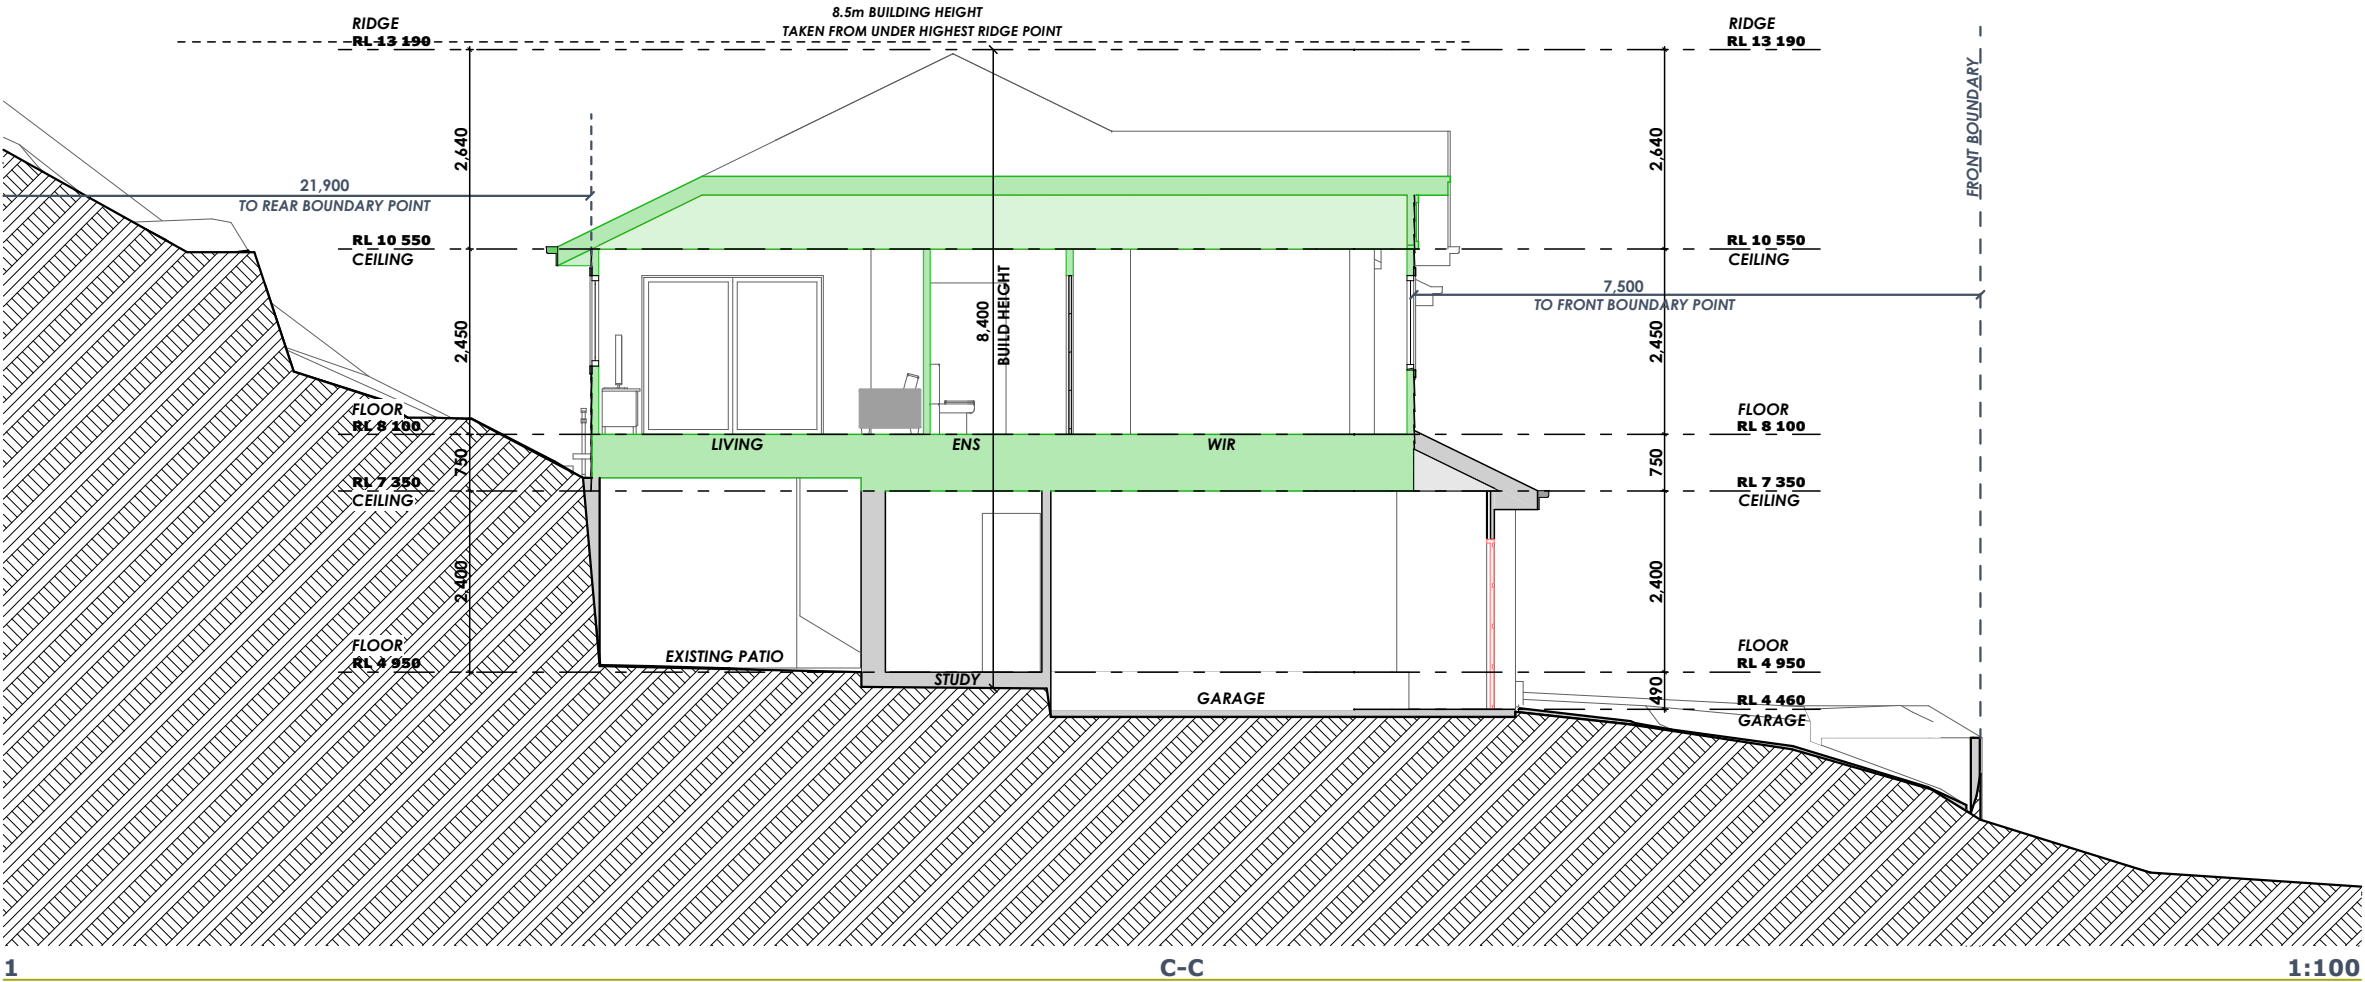 8.5m BUILDING HEIGHT
TAKEN FROM UNDER HIGHEST RIDGE POINT
RIDGE
RL 13 190
RIDGE
RL 13 190
FRONT BOUNDARY
2,640
2,640
21,900
TO REAR BOUNDARY POINT
RL 10 550
CEILING
RL 10 550
CEILING
7,500
TO FRONT BOUNDARY POINT
2,450
8,400
BUILD HEIGHT
2,450
FLOOR
RL 8 100
FLOOR
RL 8 100
LIVING
ENS
WIR
750
750
RL 7 350
CEILING
RL 7 350
CEILING
2,400
2,400
FLOOR
RL 4 950
EXISTING PATIO
FLOOR
RL 4 950
STUDY
GARAGE
490
RL 4 460
GARAGE
1
C-C
1:100